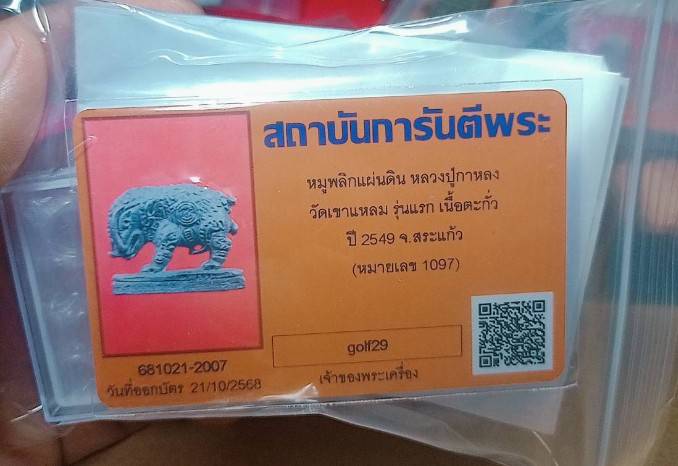 สถาบันการันตีพระ
หมูพลิกแผ่นดิน หลวงปู่กาหลง
วัดเขาแหลม รุ่นแรก เนื้อตะกั่ว
ปี 2549 จ.สระแก้ว
(หมายเลข 1097)
golf29
เจ้าของพระเครื่อง
681021-2007
วันที่ออกบัตร 21/10/2568